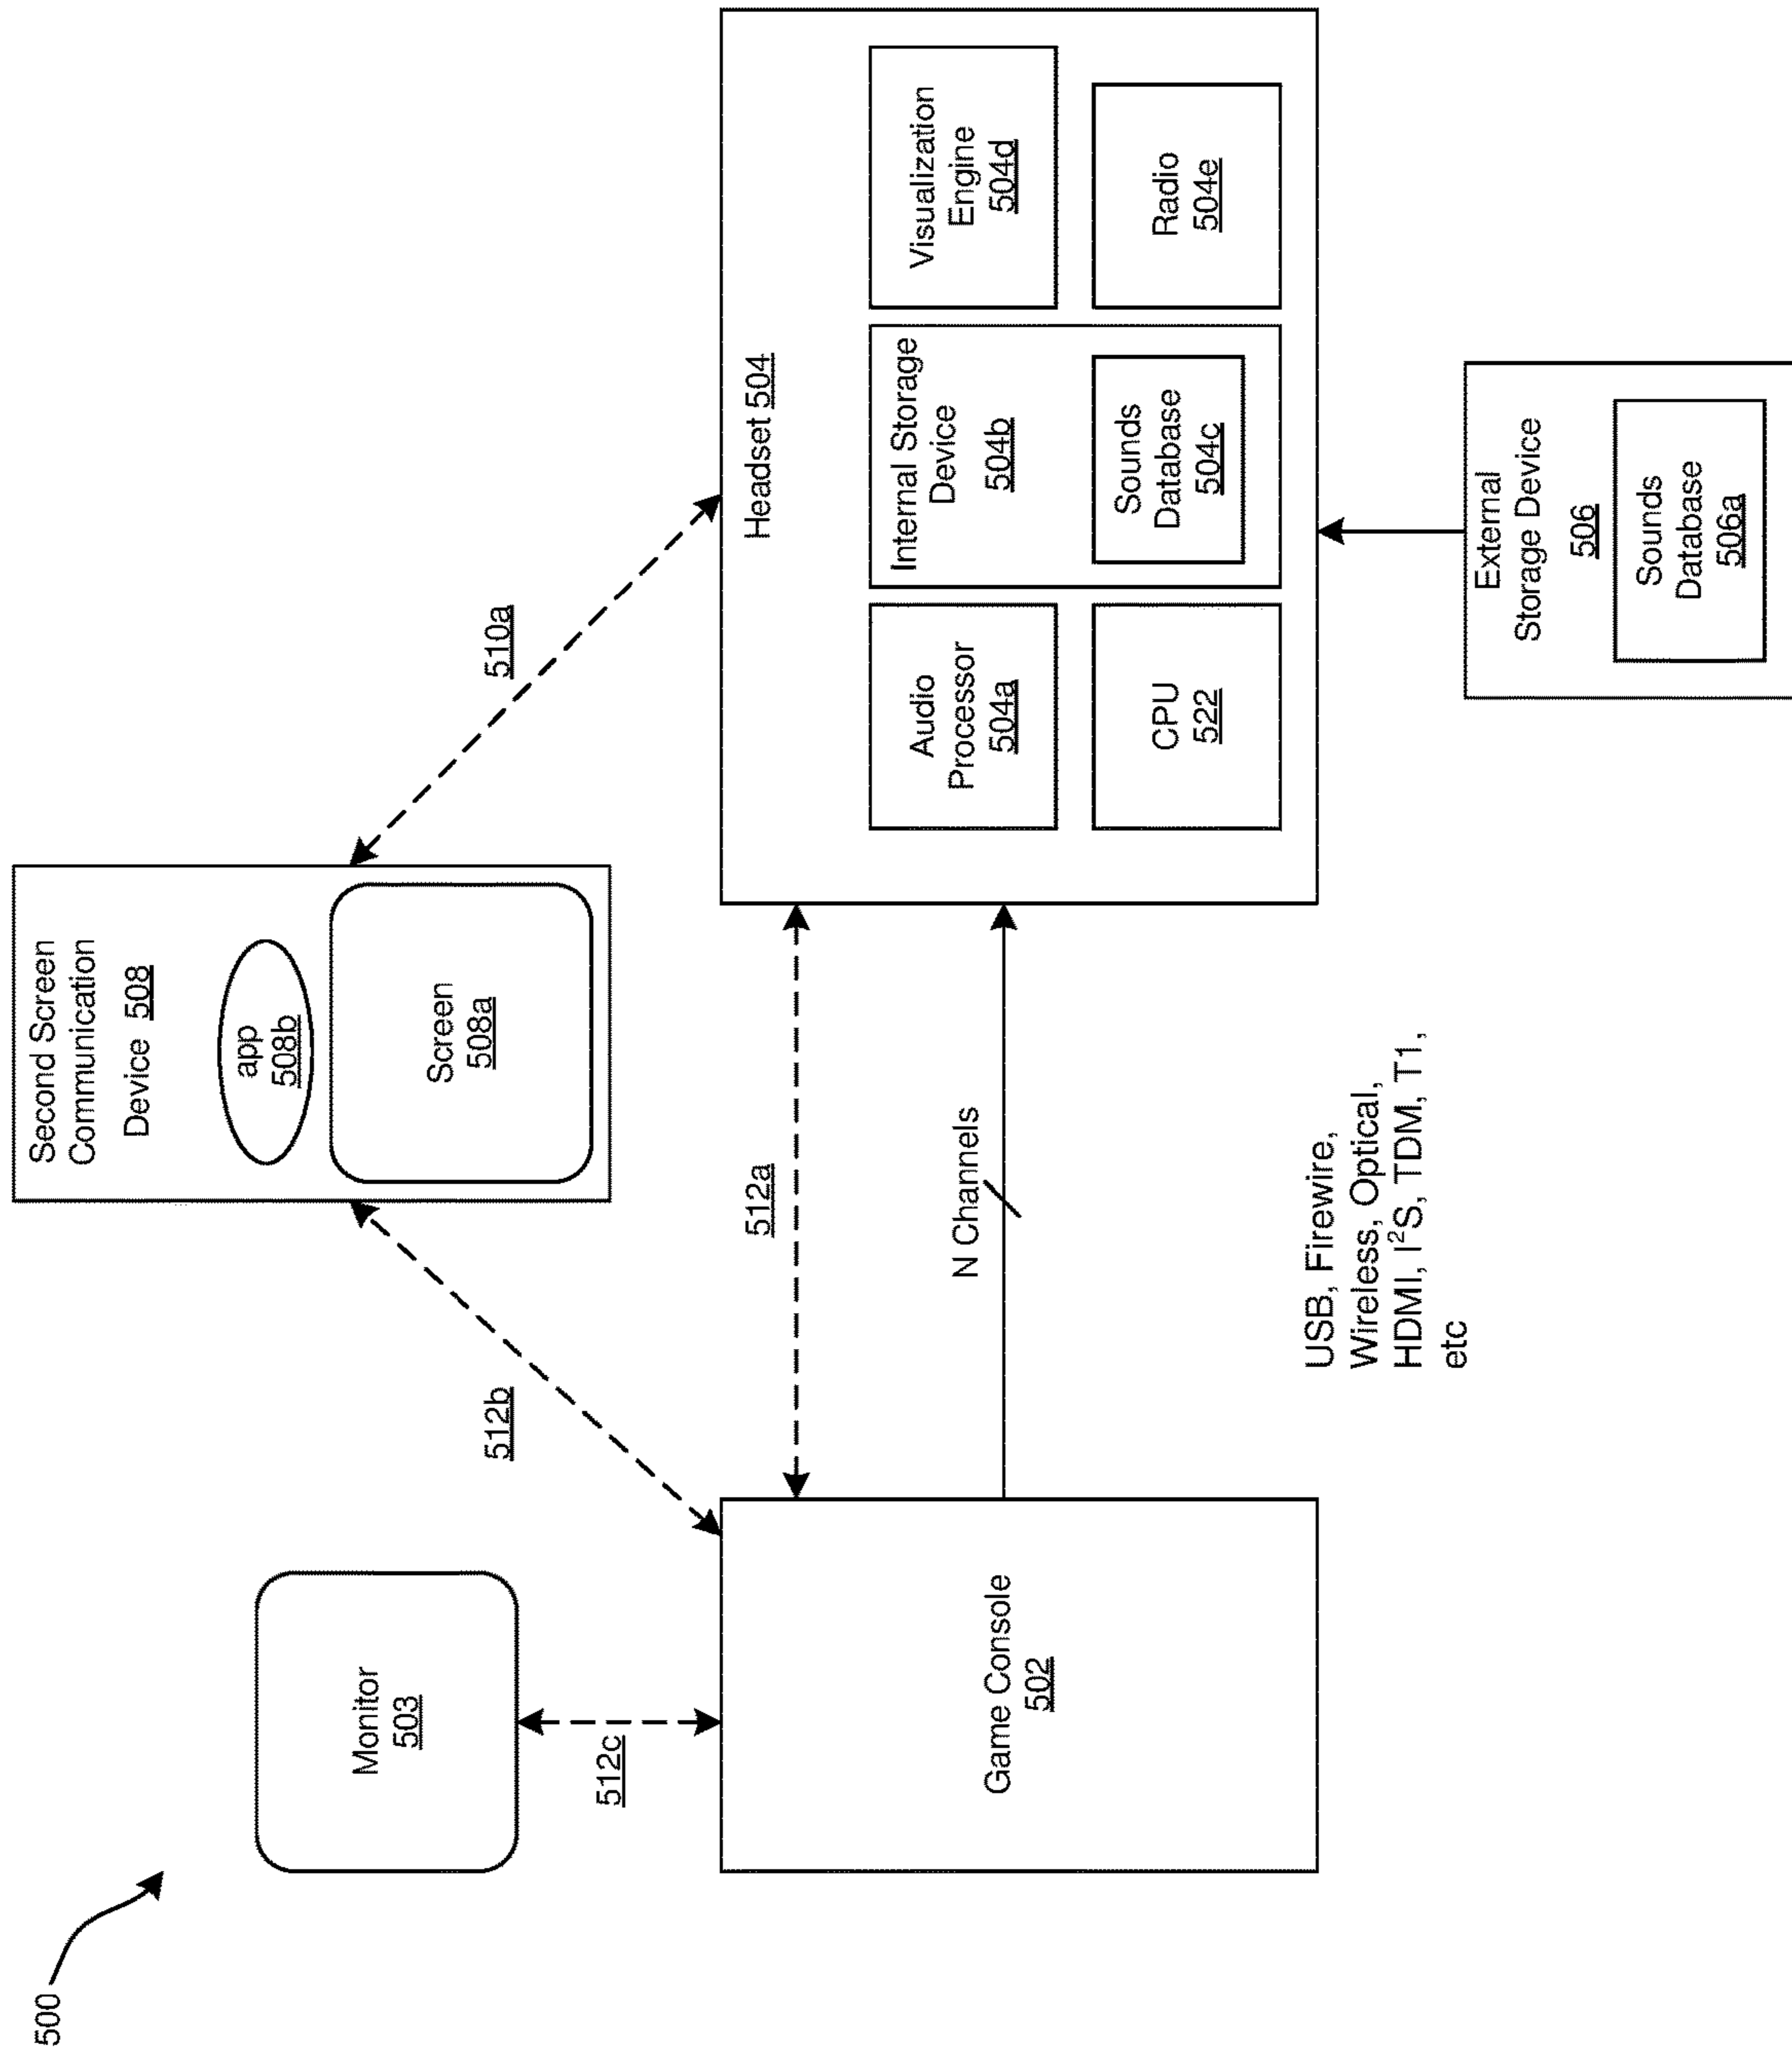 500
Monitor
503
512c
Game Console
502
512b
Second Screen
Communication
Device 508
app
508b
Screen
508a
512a
N Channels
USB, Firewire,
Wireless, Optical,
HDMI, I²S, TDM, T1,
etc
510a
Headset 504
Audio
Processor
504a
CPU
522
Internal Storage
Device
504b
Sounds
Database
504c
Visualization
Engine
504d
Radio
504e
External
Storage Device
506
Sounds
Database
506a